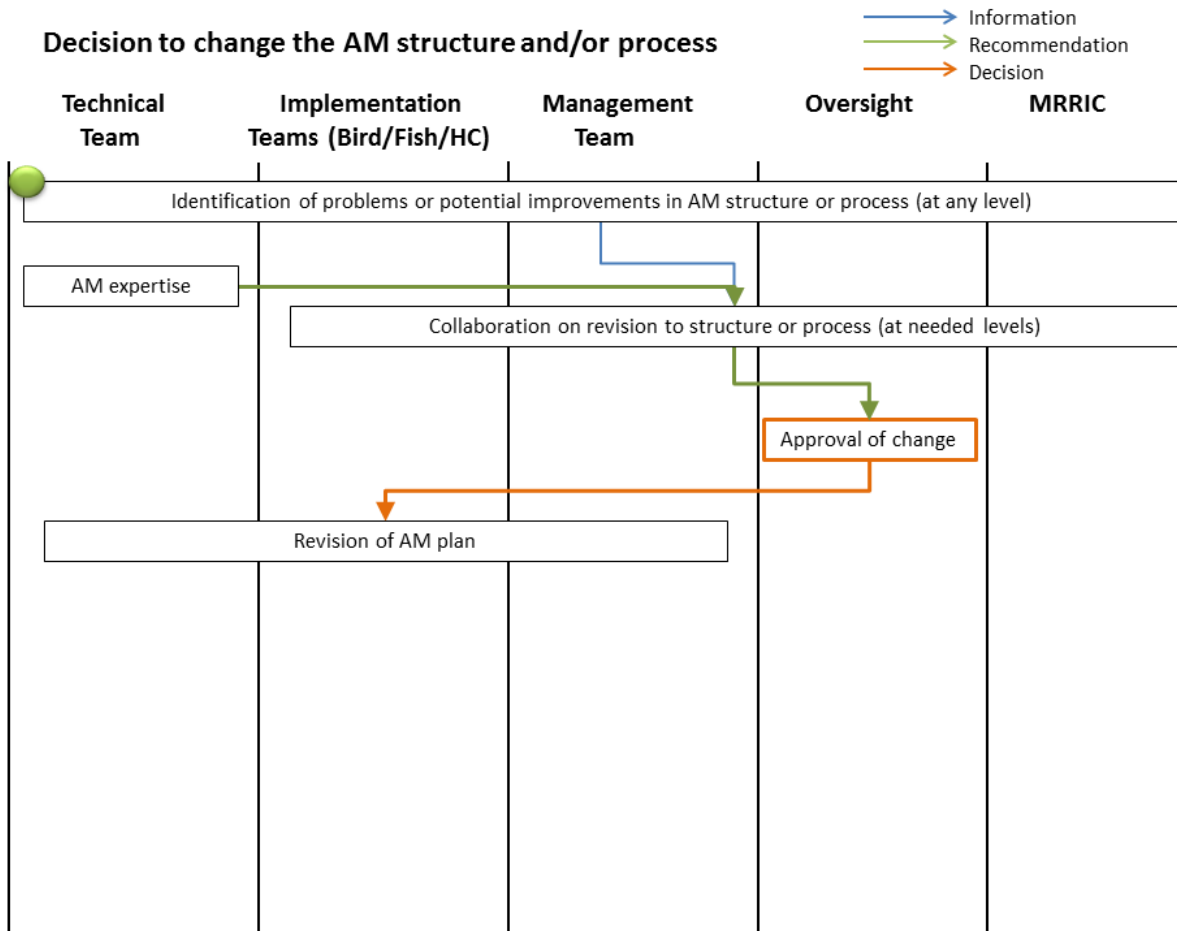 Decision to change the AM structure and/or process
Information
Recommendation
Decision
Technical
Team
Implementation
Teams (Bird/Fish/HC)
Management
Team
Oversight
MRRIC
Identification of problems or potential improvements in AM structure or process (at any level)
AM expertise
Collaboration on revision to structure or process (at needed levels)
Approval of change
Revision of AM plan